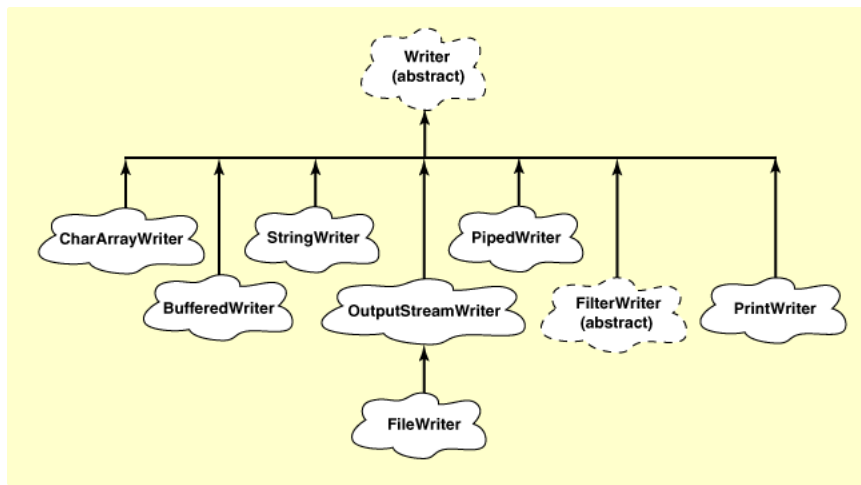 Writer
(abstract)
CharArrayWriter
StringWriter
PipedWriter
BufferedWriter
OutputStreamWriter
FilterWriter
(abstract)
PrintWriter
FileWriter